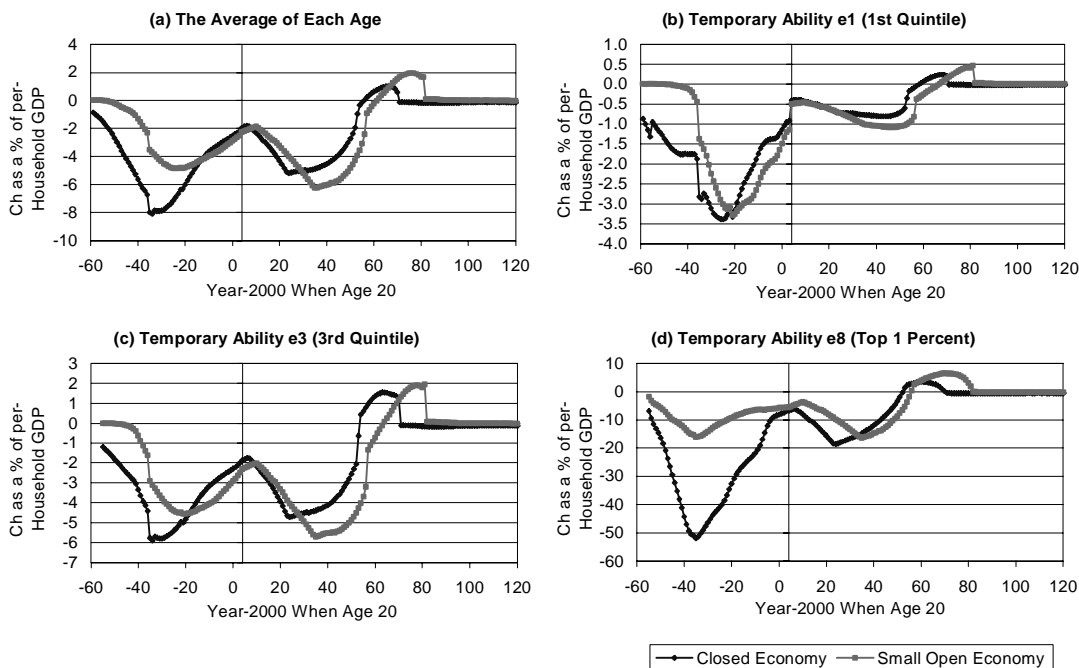 (a) The Average of Each Age
Ch as a % of per-
Household GDP
4
2
0
-2
-4
-6
-8
-10
-60 -40 -20 0 20 40 60 80 100 120
Year-2000 When Age 20
(b) Temporary Ability e1 (1st Quintile)
Ch as a % of per-
Household GDP
1.0
0.5
0.0
-0.5
-1.0
-1.5
-2.0
-2.5
-3.0
-3.5
-4.0
-60 -40 -20 0 20 40 60 80 100 120
Year-2000 When Age 20
(c) Temporary Ability e3 (3rd Quintile)
Ch as a % of per-
Household GDP
3
2
1
0
-1
-2
-3
-4
-5
-6
-7
-60 -40 -20 0 20 40 60 80 100 120
Year-2000 When Age 20
(d) Temporary Ability e8 (Top 1 Percent)
Ch as a % of per-
Household GDP
20
10
0
-10
-20
-30
-40
-50
-60
-60 -40 -20 0 20 40 60 80 100 120
Year-2000 When Age 20
Closed Economy Small Open Economy